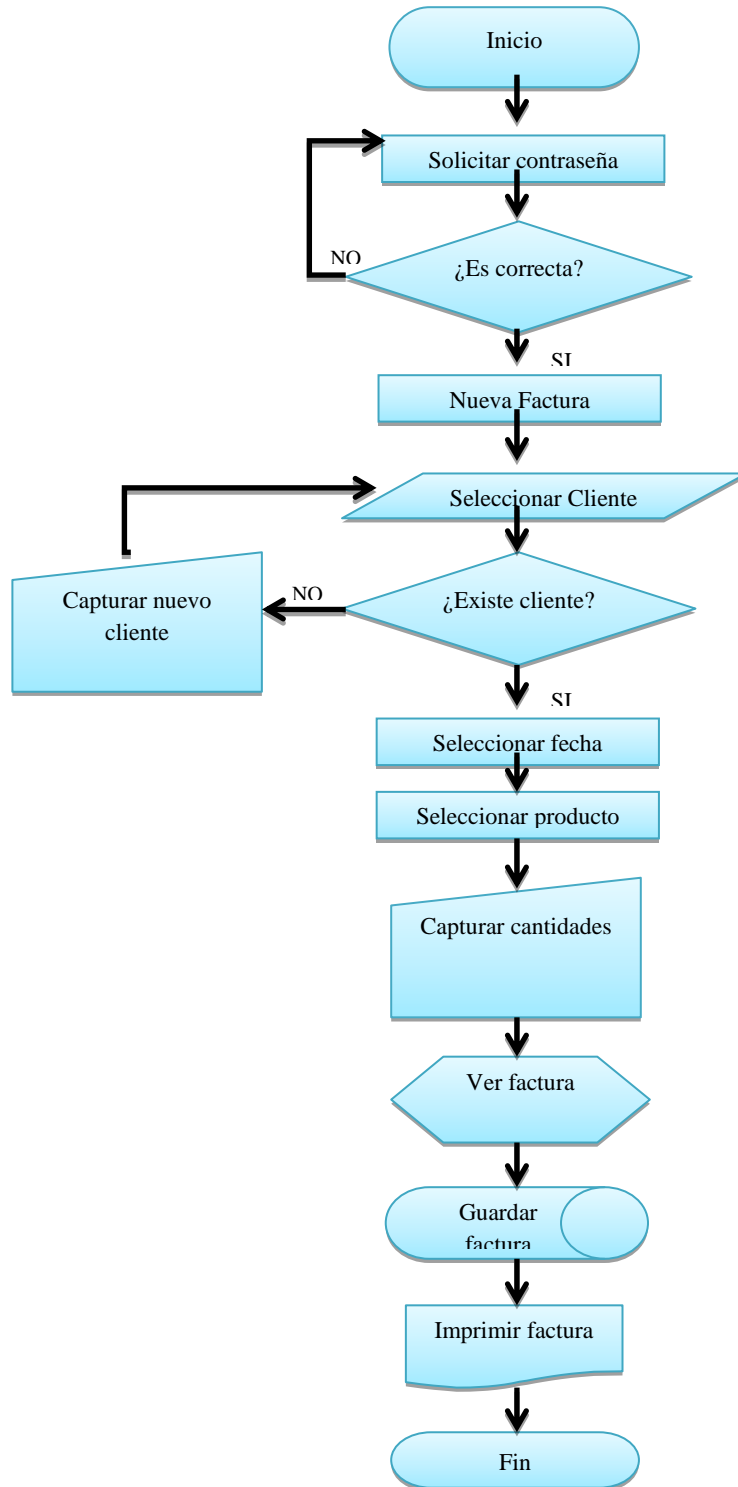 Inicio
Solicitar contraseña
NO
¿Es correcta?
SI
Nueva Factura
Seleccionar Cliente
Capturar nuevo
cliente
NO
¿Existe cliente?
SI
Seleccionar fecha
Seleccionar producto
Capturar cantidades
Ver factura
Guardar
factura
Imprimir factura
Fin